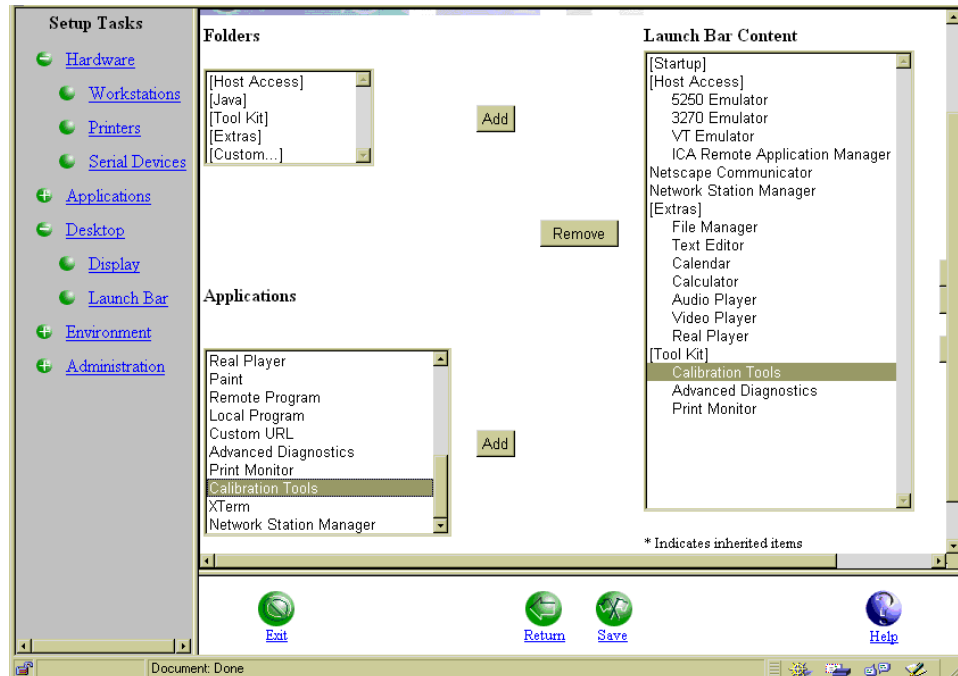 Setup Tasks
Hardware
Workstations
Printers
Serial Devices
Applications
Desktop
Display
Launch Bar
Environment
Administration
Folders
[Host Access]
[Java]
[Tool Kit]
[Extras]
[Custom...]
Add
Remove
Applications
Real Player
Paint
Remote Program
Local Program
Custom URL
Advanced Diagnostics
Print Monitor
Calibration Tools
XTerm
Network Station Manager
Add
Launch Bar Content
[Startup]
[Host Access]
5250 Emulator
3270 Emulator
VT Emulator
ICA Remote Application Manager
Netscape Communicator
Network Station Manager
[Extras]
File Manager
Text Editor
Calendar
Calculator
Audio Player
Video Player
Real Player
[Tool Kit]
Calibration Tools
Advanced Diagnostics
Print Monitor
* Indicates inherited items
Exit
Return
Save
Help
Document: Done